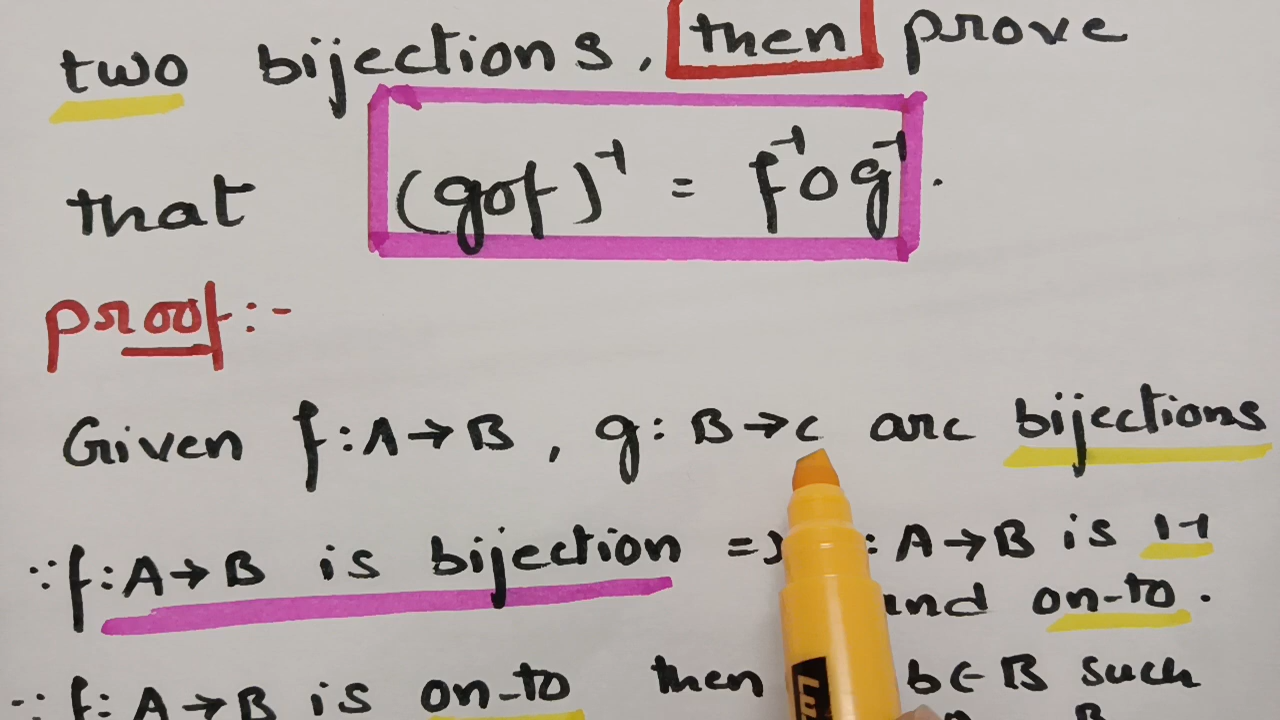 two bijections, then prove
that (gof)⁻¹ = f⁻¹og⁻¹.
proof:-
Given f:A→B, g:B→C are bijections
∵ f:A→B is bijection => :A→B is 1-1
and on-to.
∵ f:A→B is on-to then b∈B such
B